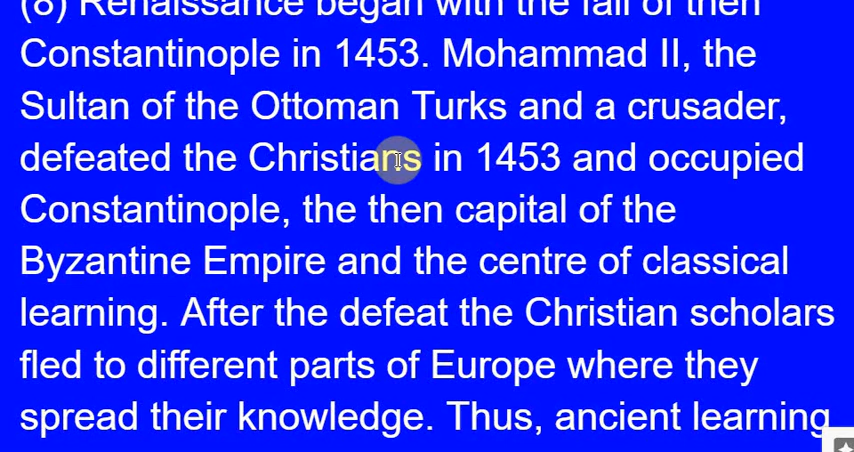 (8) Renaissance began with the fall of then
Constantinople in 1453. Mohammad II, the
Sultan of the Ottoman Turks and a crusader,
defeated the Christians in 1453 and occupied
Constantinople, the then capital of the
Byzantine Empire and the centre of classical
learning. After the defeat the Christian scholars
fled to different parts of Europe where they
spread their knowledge. Thus, ancient learning